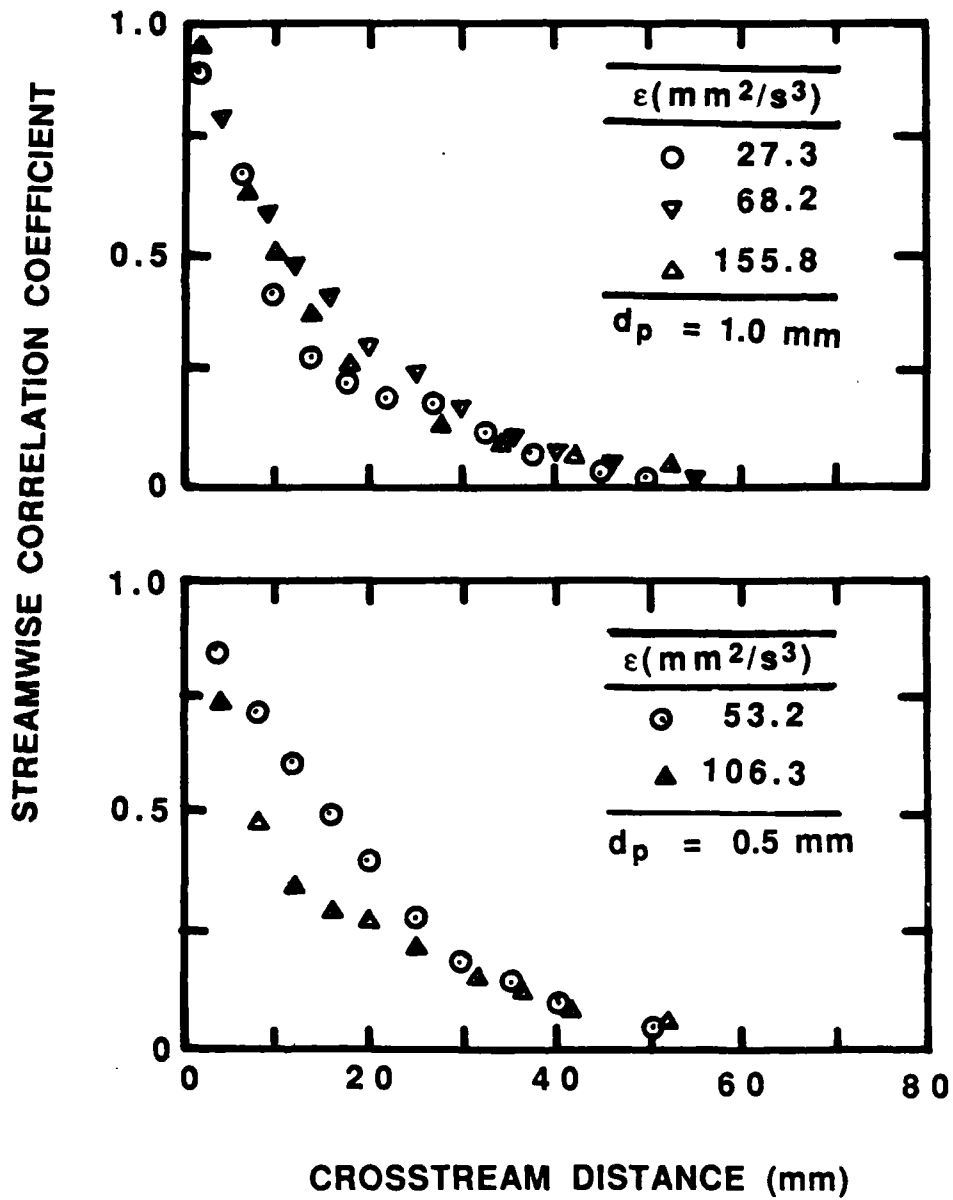 STREAMWISE CORRELATION COEFFICIENT
1.0
0.5
0
ε(mm²/s³)
27.3
68.2
155.8
dₚ = 1.0 mm
1.0
0.5
0
ε(mm²/s³)
53.2
106.3
dₚ = 0.5 mm
0 20 40 60 80
CROSSTREAM DISTANCE (mm)